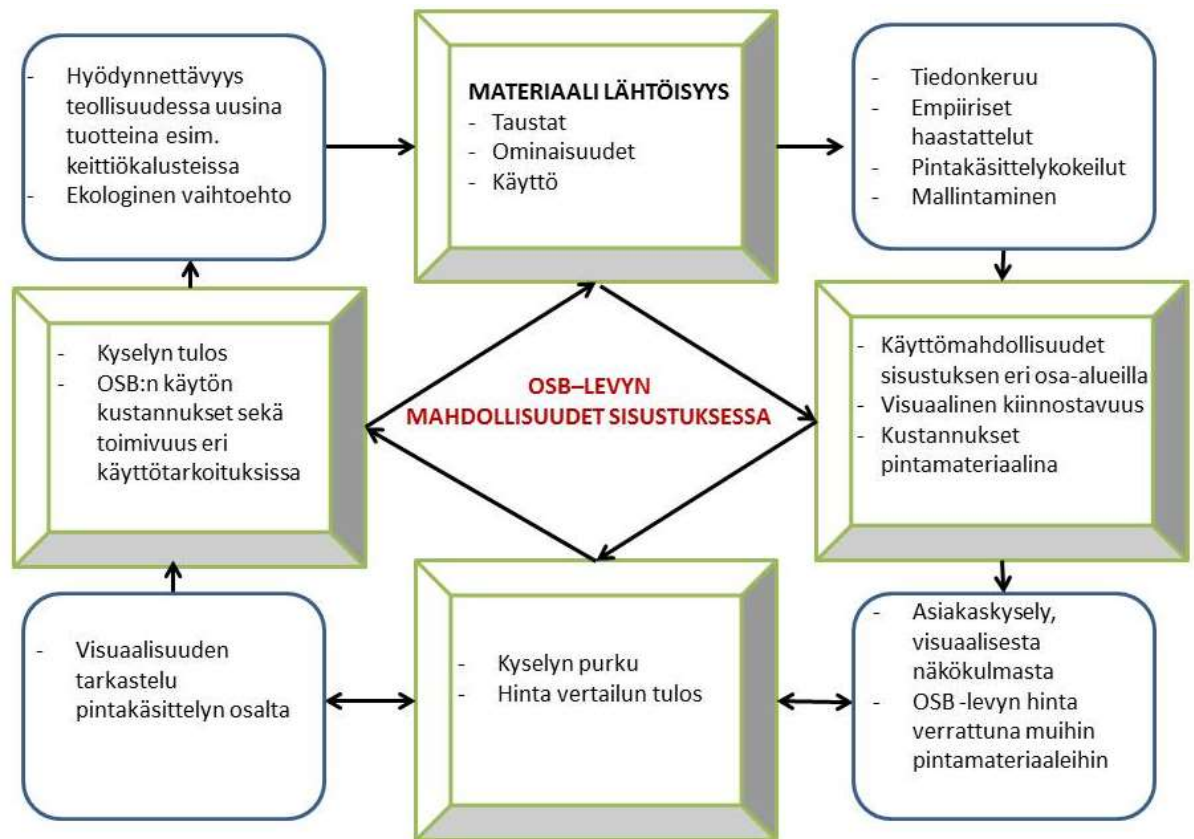 - Hyödynnettävyys
teollisuudessa uusina
tuotteina esim.
keittiökalusteissa
- Ekologinen vaihtoehto
MATERIAALI LÄHTÖISYYS
- Taustat
- Ominaisuudet
- Käyttö
- Tiedonkeruu
- Empiiriset
haastattelut
- Pintakäsittelykokeilut
- Mallintaminen
- Kyselyn tulos
- OSB:n käytön
kustannukset sekä
toimivuus eri
käyttötarkoituksissa
OSB–LEVYN
MAHDOLLISUUDET SISUSTUKSESSA
- Käyttömahdollisuudet
sisustuksen eri osa-alueilla
- Visuaalinen kiinnostavuus
- Kustannukset
pintamateriaalina
- Visuaalisuuden
tarkastelu
pintakäsittelyn osalta
- Kyselyn purku
- Hinta vertailun tulos
- Asiakaskysely,
visuaalisesta
näkökulmasta
- OSB -levyn hinta
verrattuna muihin
pintamateriaaleihin